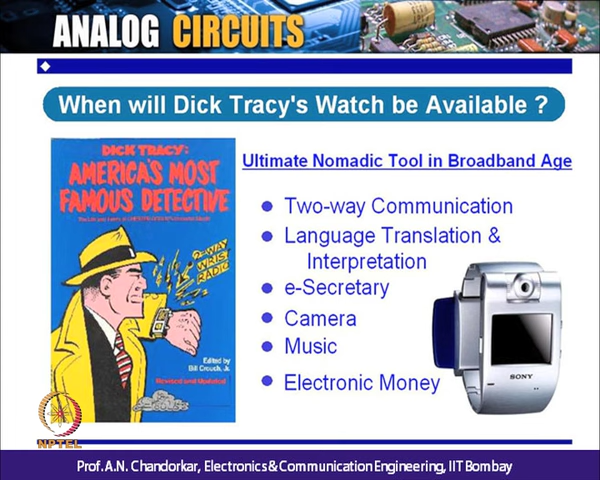 ANALOG CIRCUITS
When will Dick Tracy's Watch be Available ?
DICK TRACY:
AMERICA'S MOST
FAMOUS DETECTIVE
2-WAY
WRIST
RADIO
Edited by
Bill Crouch, Jr.
Revised and Updated
Ultimate Nomadic Tool in Broadband Age
Two-way Communication
Language Translation &
Interpretation
e-Secretary
Camera
Music
Electronic Money
SONY
NPTEL
Prof. A.N. Chandorkar, Electronics & Communication Engineering, IIT Bombay